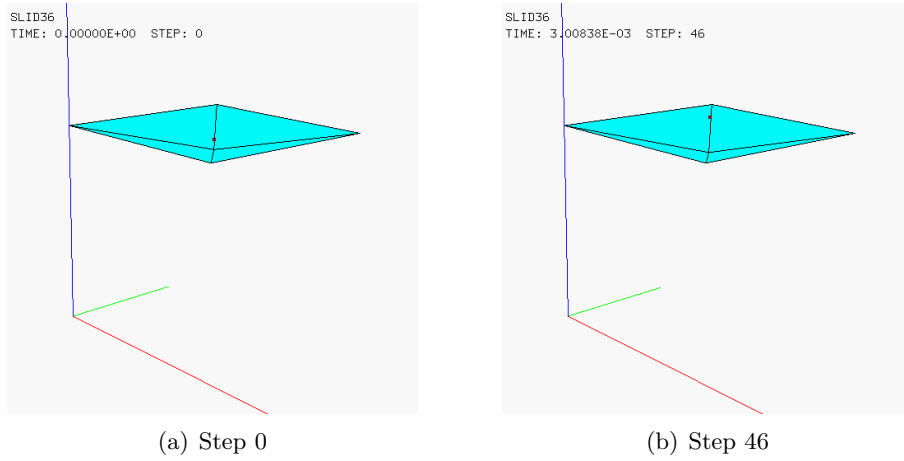 SLID36
TIME: 0.00000E+00 STEP: 0
SLID36
TIME: 3.00838E-03 STEP: 46
(a) Step 0
(b) Step 46